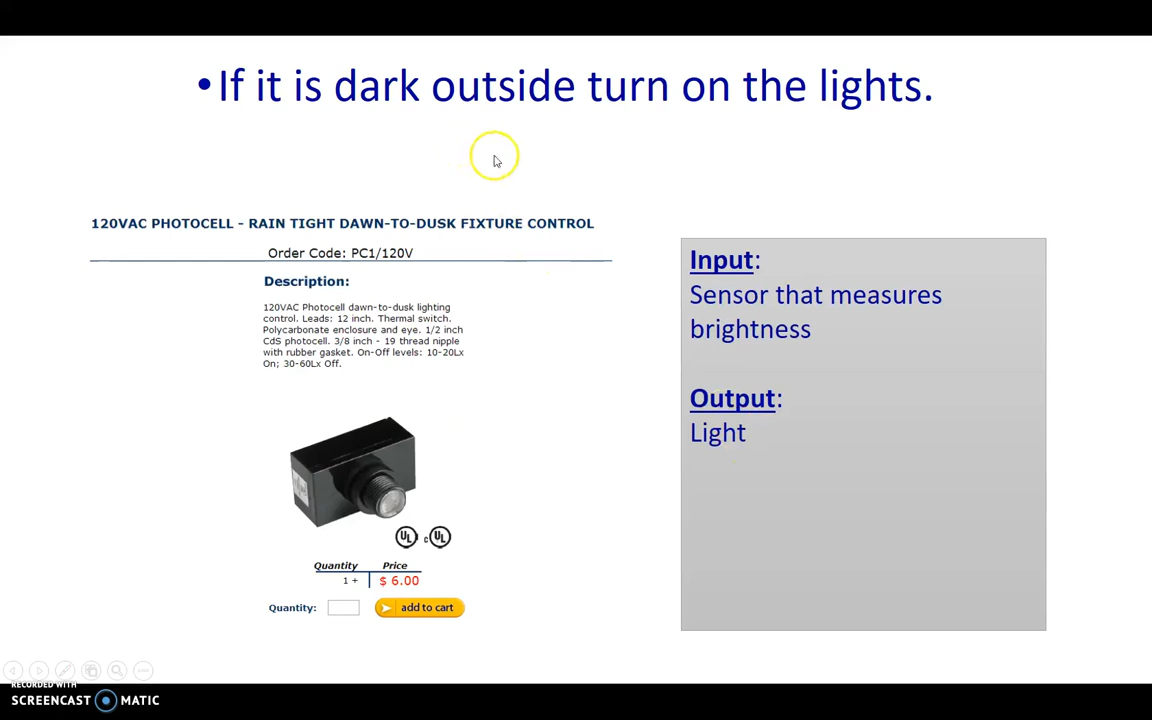 •If it is dark outside turn on the lights.
120VAC PHOTOCELL - RAIN TIGHT DAWN-TO-DUSK FIXTURE CONTROL
Order Code: PC1/120V
Description:
120VAC Photocell dawn-to-dusk lighting
control. Leads: 12 inch. Thermal switch.
Polycarbonate enclosure and eye. 1/2 inch
CdS photocell. 3/8 inch - 19 thread nipple
with rubber gasket. On-Off levels: 10-20Lx
On; 30-60Lx Off.
UL c UL
Quantity Price
1 + $ 6.00
Quantity: add to cart
Input:
Sensor that measures
brightness
Output:
Light
RECORDED WITH
SCREENCAST MATIC